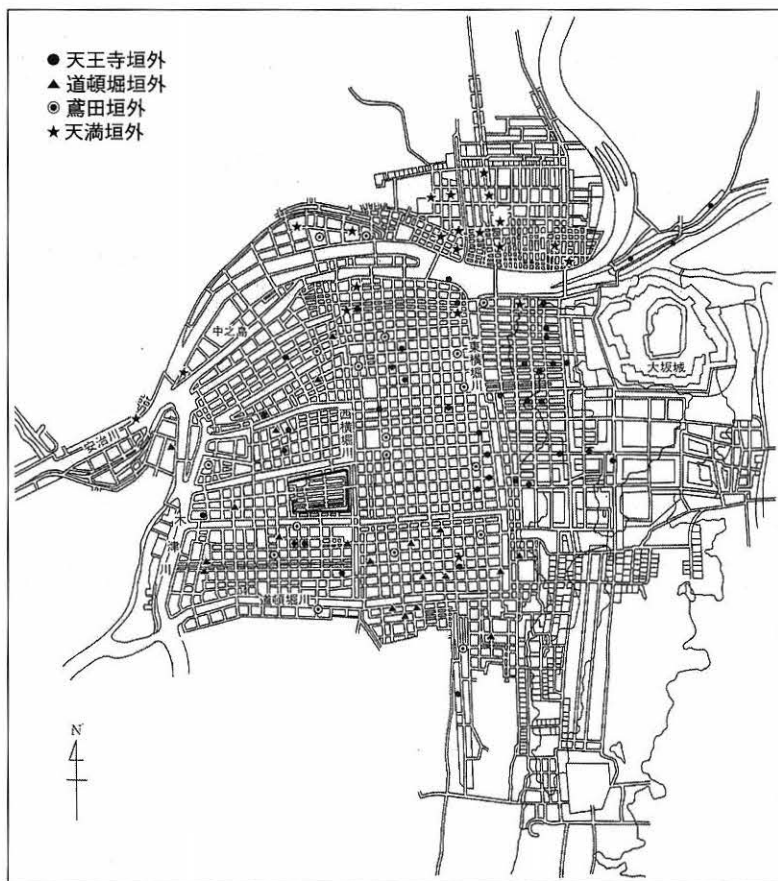 ● 天王寺垣外
▲ 道頓堀垣外
◉ 鳶田垣外
★ 天満垣外
中之島
大坂城
東横堀川
西横堀川
安治川
木津川
道頓堀川
N